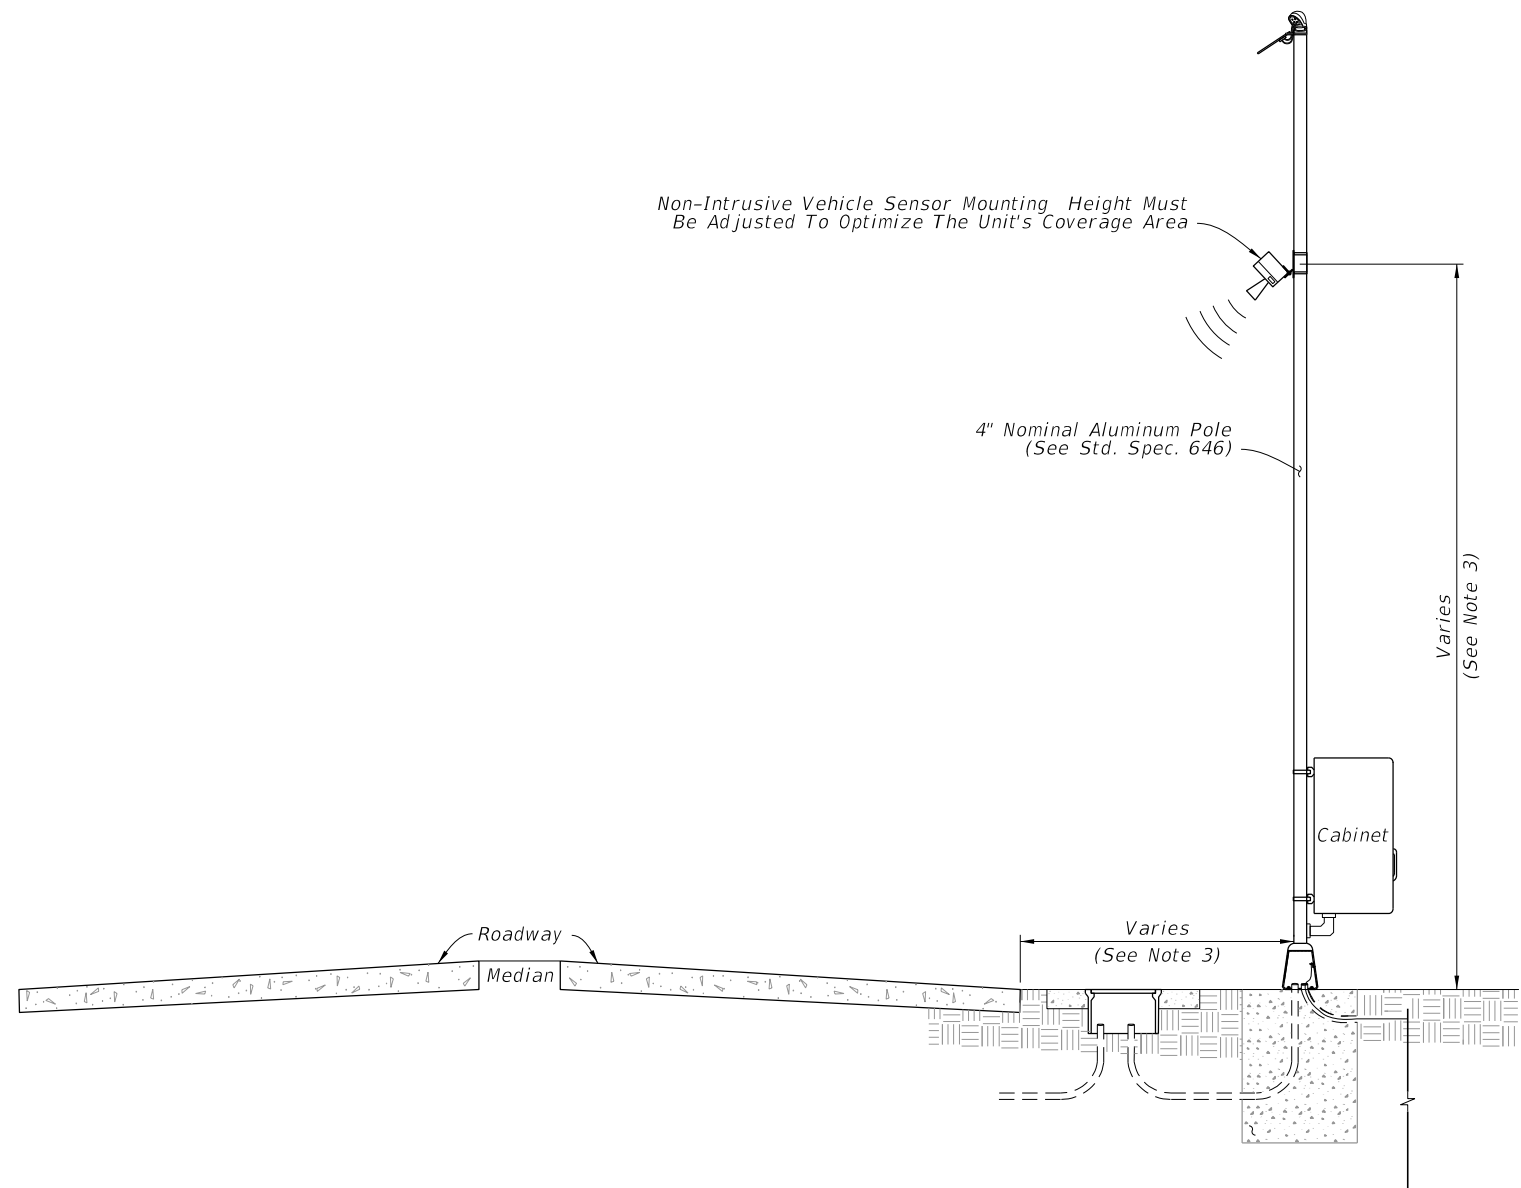 Non-Intrusive Vehicle Sensor Mounting Height Must
Be Adjusted To Optimize The Unit's Coverage Area
4" Nominal Aluminum Pole
(See Std. Spec. 646)
Varies
(See Note 3)
Cabinet
Roadway
Median
Varies
(See Note 3)